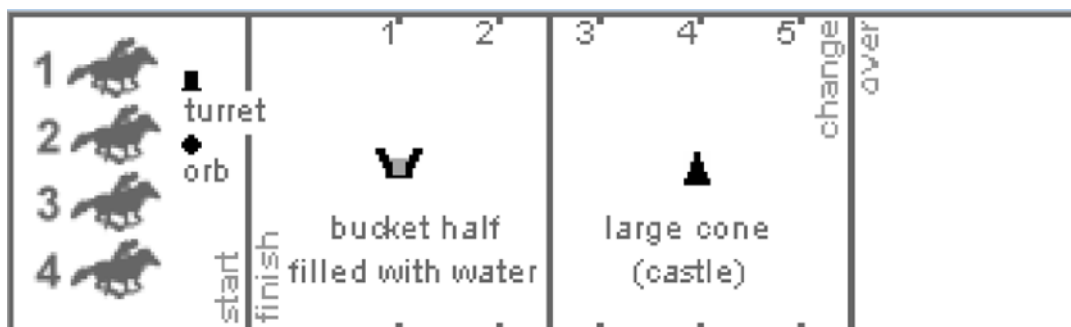 1 2 3 4 5
1
turret
2
orb
3
4
start
finish
bucket half
filled with water
large cone
(castle)
change
over